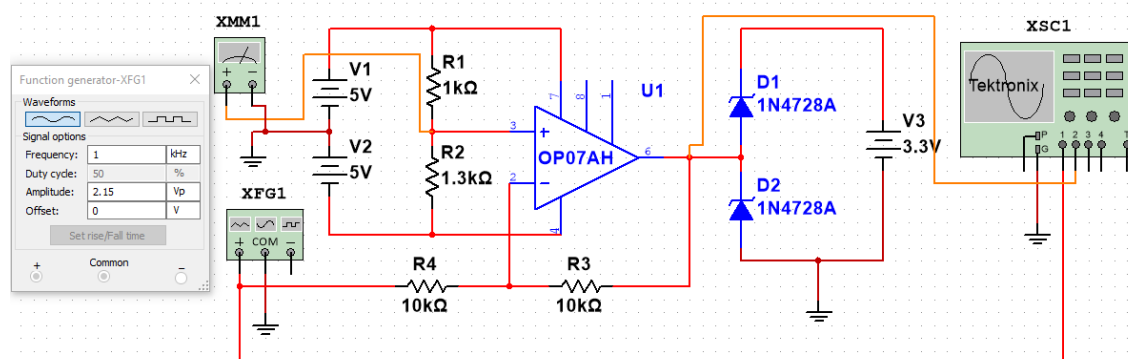 XMM1
+ −
Function generator-XFG1
Waveforms
Signal options
Frequency: 1 kHz
Duty cycle: 50 %
Amplitude: 2.15 Vp
Offset: 0 V
Set rise/Fall time
+ Common −
V1
5V
V2
5V
R1
1kΩ
R2
1.3kΩ
XFG1
+ COM −
R4
10kΩ
R3
10kΩ
U1
OP07AH
7 8 1
3 +
6
2 −
4
D1
1N4728A
D2
1N4728A
V3
3.3V
XSC1
Tektronix
P
G
1 2 3 4 T